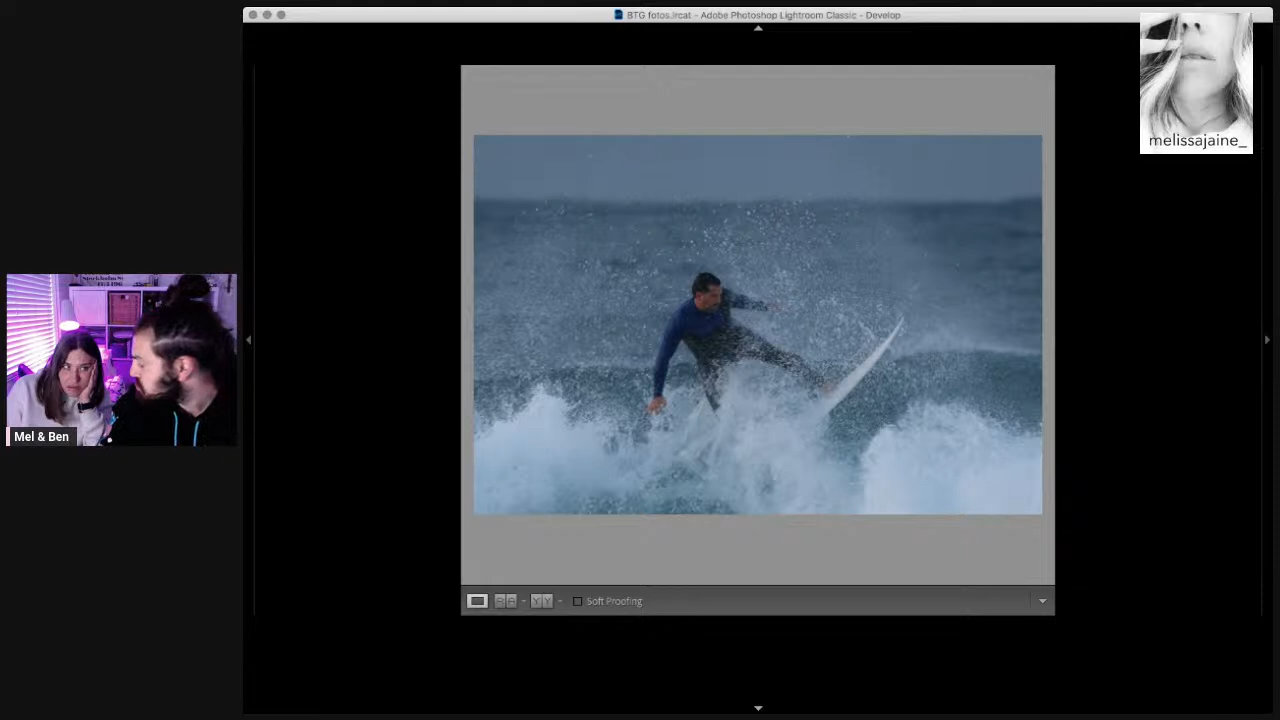 BTG fotos.lrcat - Adobe Photoshop Lightroom Classic - Develop
melissajaine_
Mel & Ben
Soft Proofing